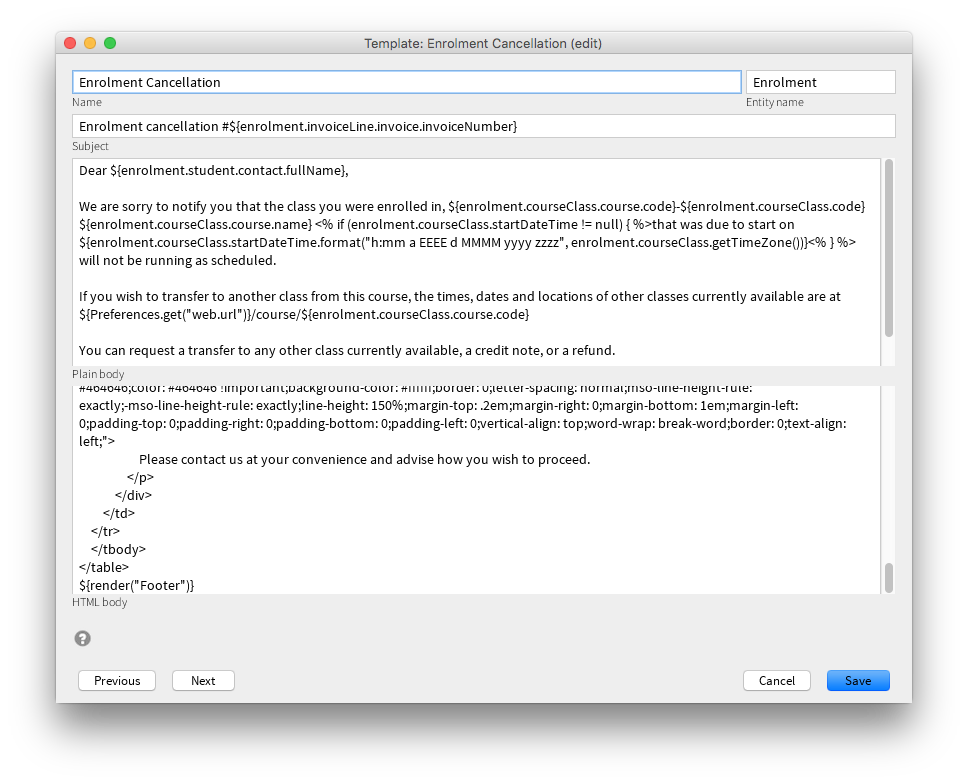 Template: Enrolment Cancellation (edit)
Enrolment Cancellation
Enrolment
Name
Entity name
Enrolment cancellation #${enrolment.invoiceLine.invoice.invoiceNumber}
Subject
Dear ${enrolment.student.contact.fullName},
We are sorry to notify you that the class you were enrolled in, ${enrolment.courseClass.course.code}-${enrolment.courseClass.code}
${enrolment.courseClass.course.name} <% if (enrolment.courseClass.startDateTime != null) { %>that was due to start on
${enrolment.courseClass.startDateTime.format("h:mm a EEEE d MMMM yyyy zzzz", enrolment.courseClass.getTimeZone())}<% } %>
will not be running as scheduled.
If you wish to transfer to another class from this course, the times, dates and locations of other classes currently available are at
${Preferences.get("web.url")}/course/${enrolment.courseClass.course.code}
You can request a transfer to any other class currently available, a credit note, or a refund.
Plain body
#464646;color: #464646 !important;background-color: #ffffff;border: 0;letter-spacing: normal;mso-line-height-rule:
exactly;-mso-line-height-rule: exactly;line-height: 150%;margin-top: .2em;margin-right: 0;margin-bottom: 1em;margin-left:
0;padding-top: 0;padding-right: 0;padding-bottom: 0;padding-left: 0;vertical-align: top;word-wrap: break-word;border: 0;text-align:
left;">
Please contact us at your convenience and advise how you wish to proceed.
</p>
</div>
</td>
</tr>
</tbody>
</table>
${render("Footer")}
HTML body
?
Previous
Next
Cancel
Save